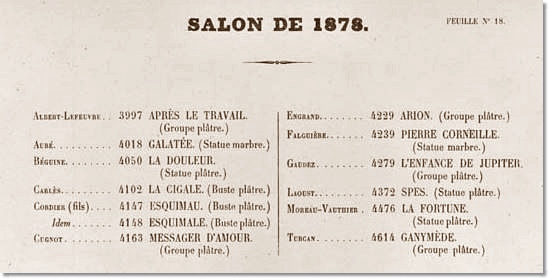 SALON DE 1878.
FEUILLE Nº 18.
ALBERT-LEFEUVRE . . 3997 APRÈS LE TRAVAIL.
(Groupe plâtre.)
AUBÉ. . . . . . . . . 4018 GALATÉE. (Statue marbre.)
BÉGUINE. . . . . . . 4050 LA DOULEUR.
(Statue plâtre.)
CARLÈS. . . . . . . . 4102 LA CIGALE. (Buste plâtre.)
CORDIER (fils) . . . . 4147 ESQUIMAU. (Buste plâtre.)
Idem. . . . . . . 4148 ESQUIMALE. (Buste plâtre.)
CUGNOT. . . . . . . . 4163 MESSAGER D'AMOUR.
(Groupe plâtre.)
ENGRAND. . . . . . . . 4229 ARION. (Groupe plâtre.)
FALGUIÈRE. . . . . . . 4239 PIERRE CORNEILLE.
(Statue marbre.)
GAUDEZ. . . . . . . . . 4279 L'ENFANCE DE JUPITER.
(Groupe plâtre.)
LAOUST. . . . . . . . . 4372 SPES. (Statue plâtre.)
MOREAU-VAUTHIER . 4476 LA FORTUNE.
(Statue plâtre.)
TURCAN. . . . . . . . . 4614 GANYMÈDE.
(Groupe plâtre.)